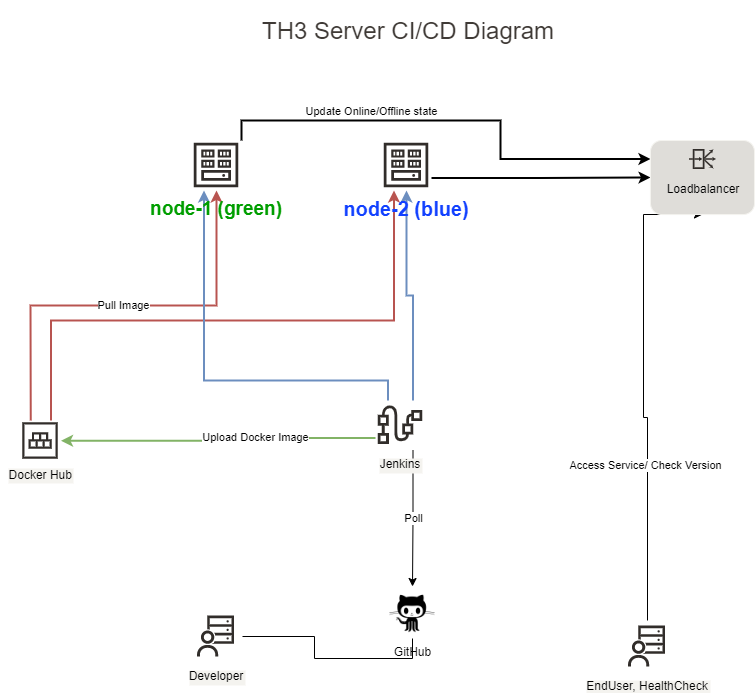 TH3 Server CI/CD Diagram
Update Online/Offline state
Loadbalancer
node-1 (green)
node-2 (blue)
Pull Image
Upload Docker Image
Jenkins
Docker Hub
Access Service/ Check Version
Poll
GitHub
Developer
EndUser, HealthCheck